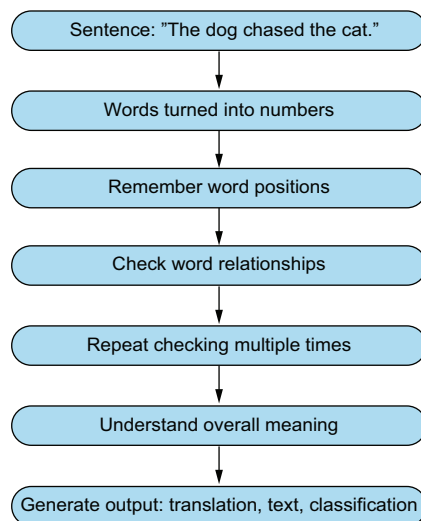 Sentence: ”The dog chased the cat.”
Words turned into numbers
Remember word positions
Check word relationships
Repeat checking multiple times
Understand overall meaning
Generate output: translation, text, classification